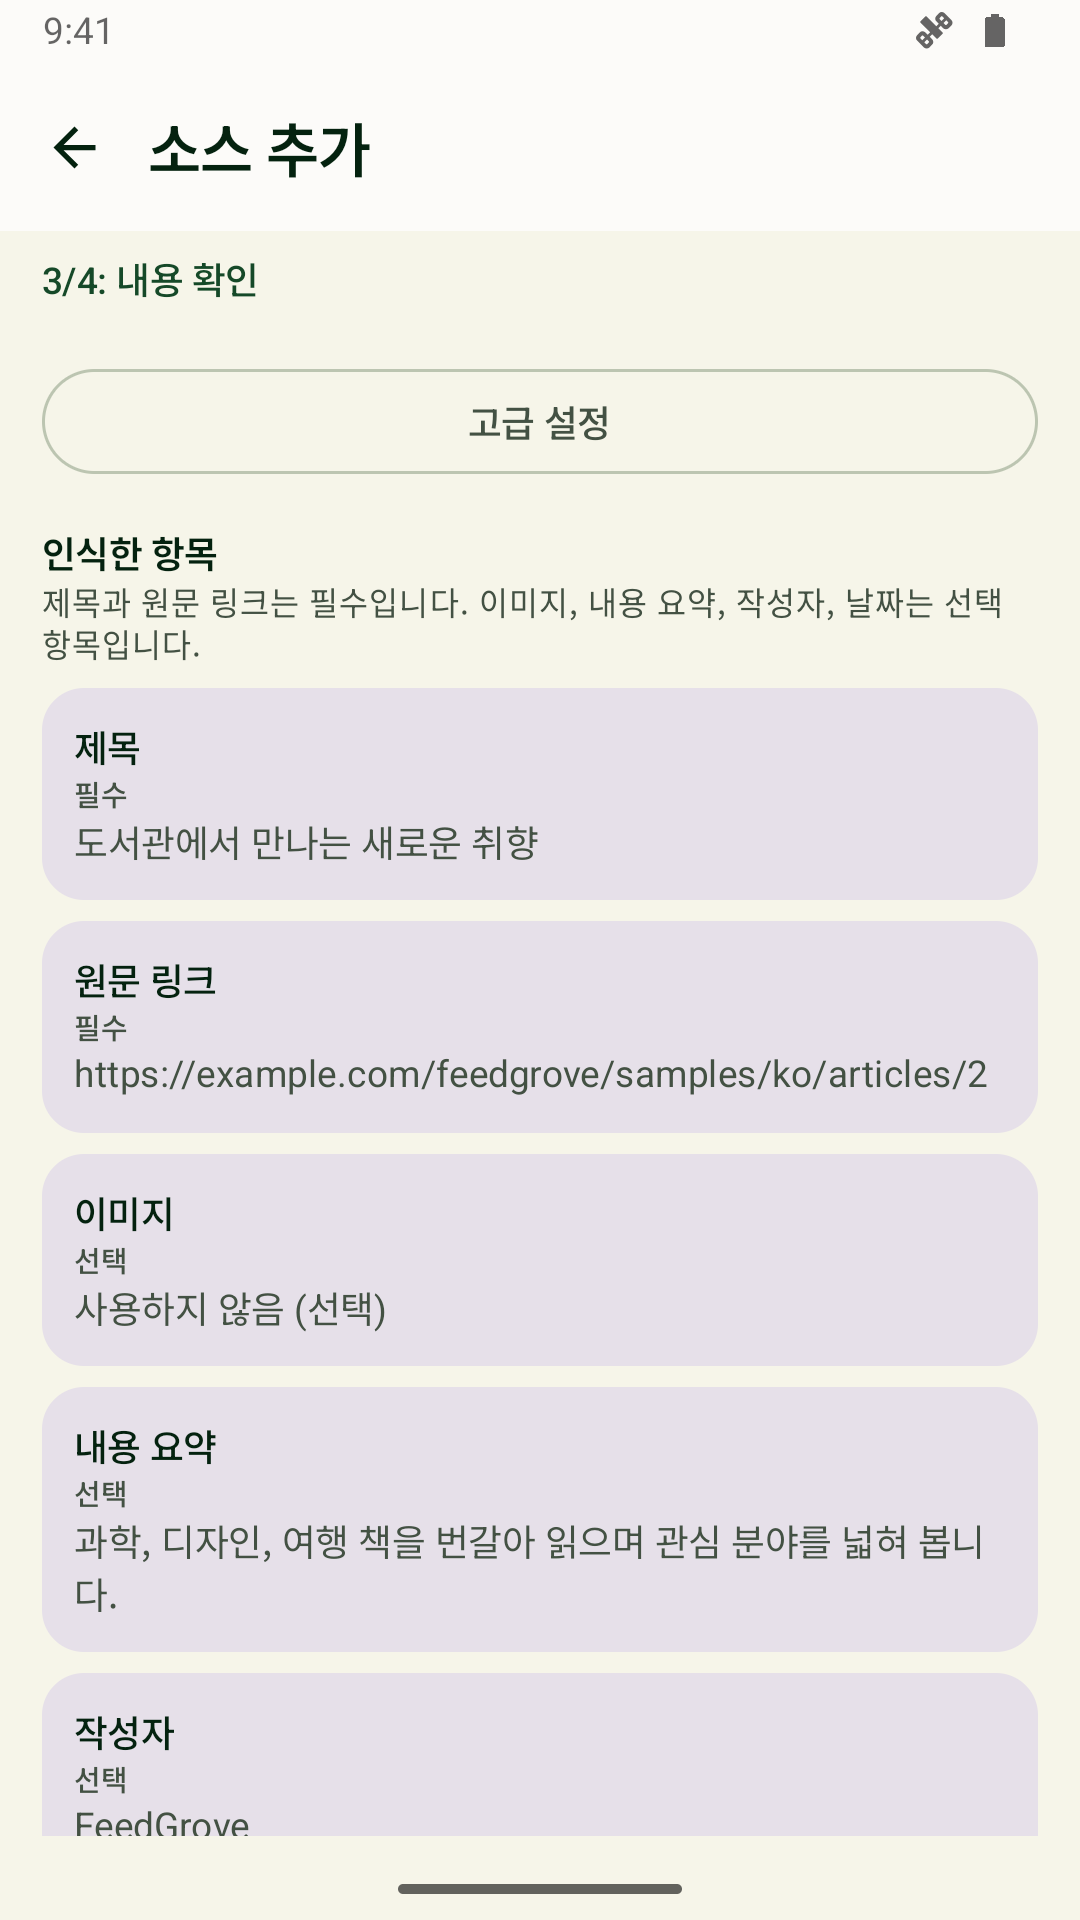 9:41
소스 추가
3/4: 내용 확인
고급 설정
인식한 항목
제목과 원문 링크는 필수입니다. 이미지, 내용 요약, 작성자, 날짜는 선택
항목입니다.
제목
필수
도서관에서 만나는 새로운 취향
원문 링크
필수
https://example.com/feedgrove/samples/ko/articles/2
이미지
선택
사용하지 않음 (선택)
내용 요약
선택
과학, 디자인, 여행 책을 번갈아 읽으며 관심 분야를 넓혀 봅니
다.
작성자
선택
FeedGrove